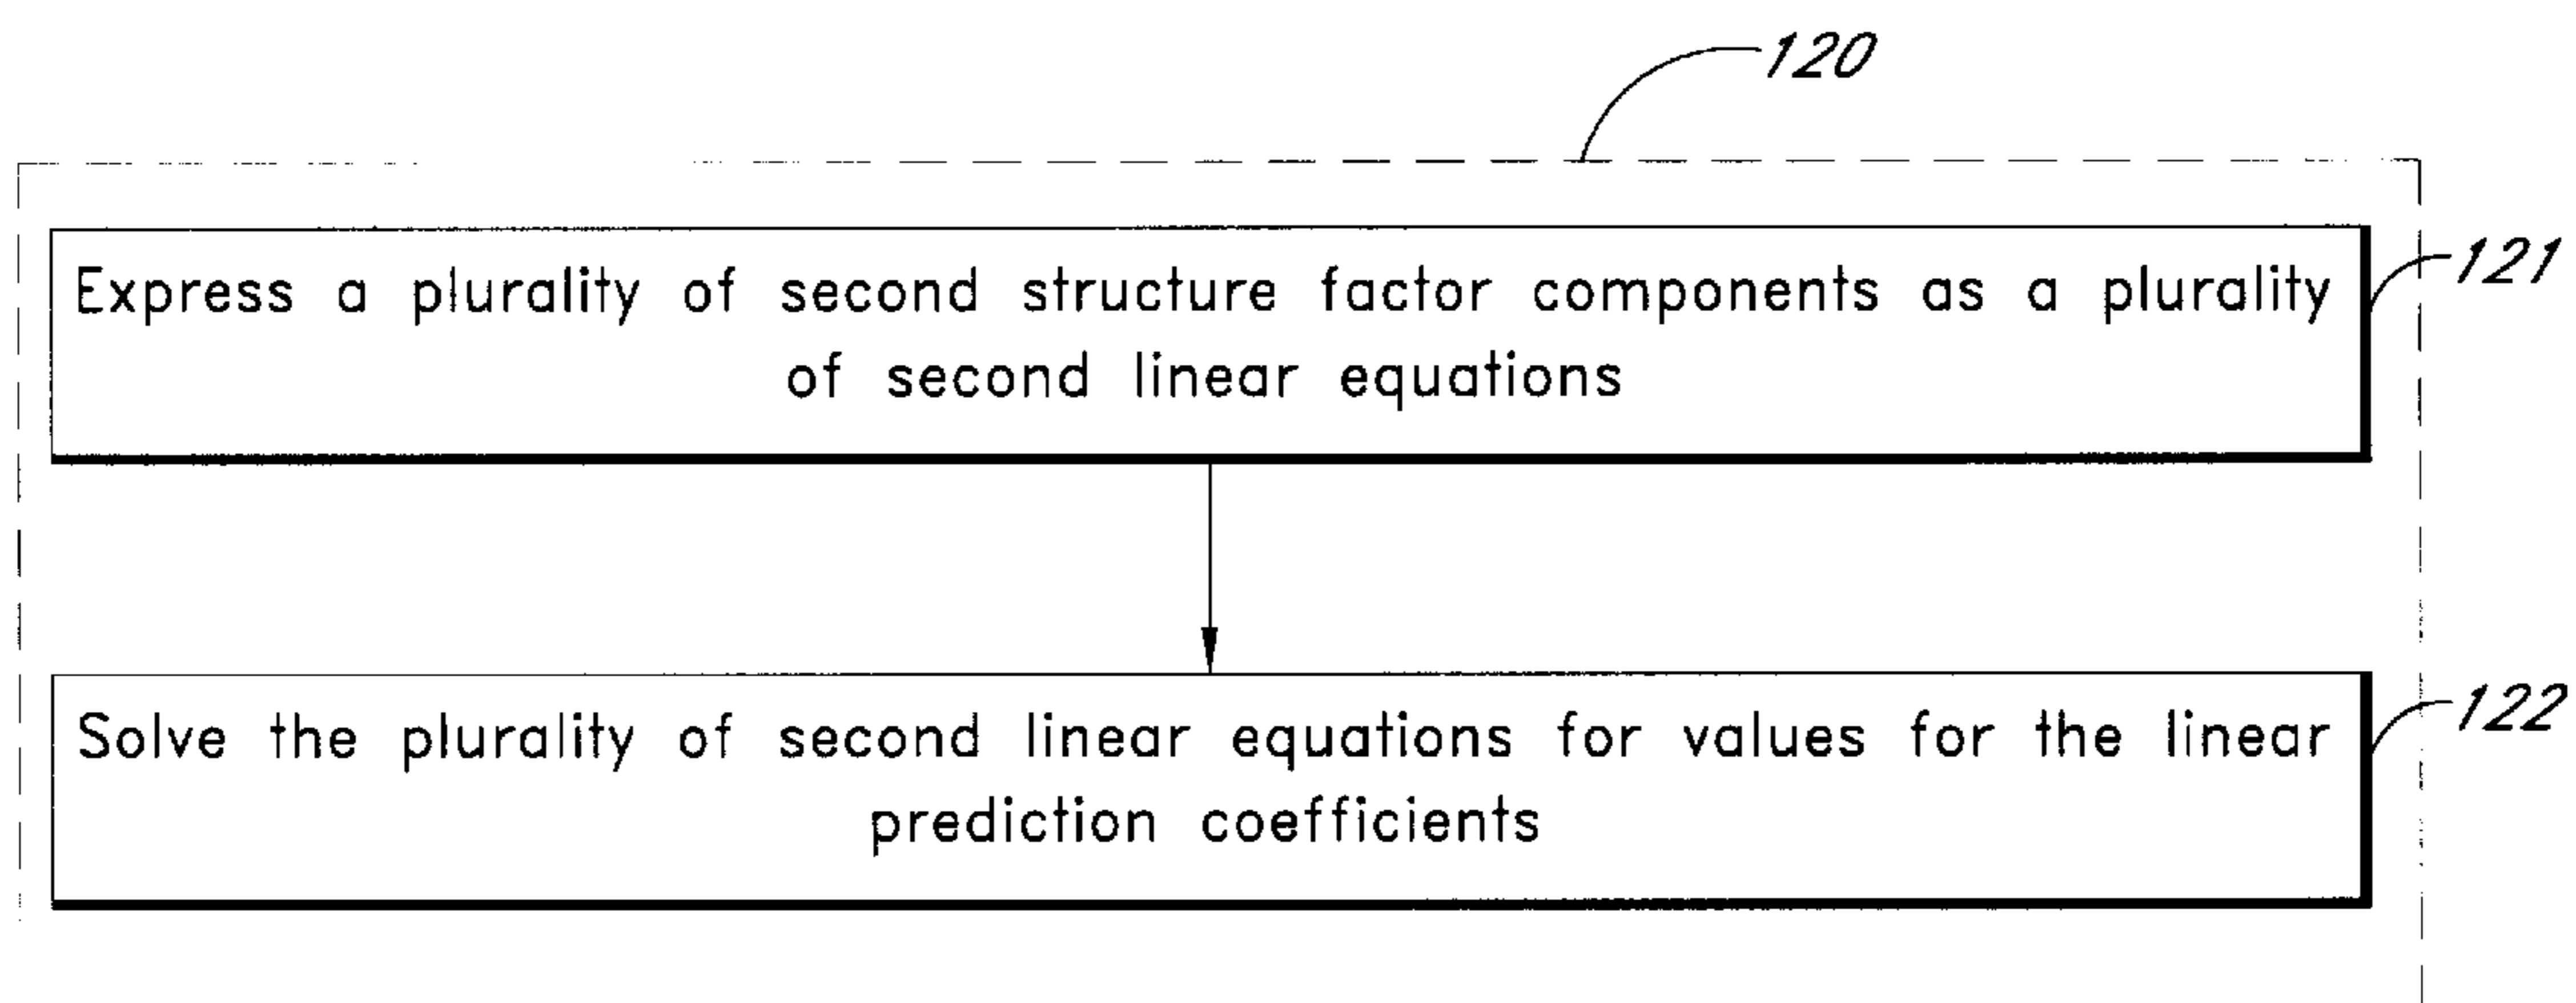 120
Express a plurality of second structure factor components as a plurality
of second linear equations
121
Solve the plurality of second linear equations for values for the linear
prediction coefficients
122